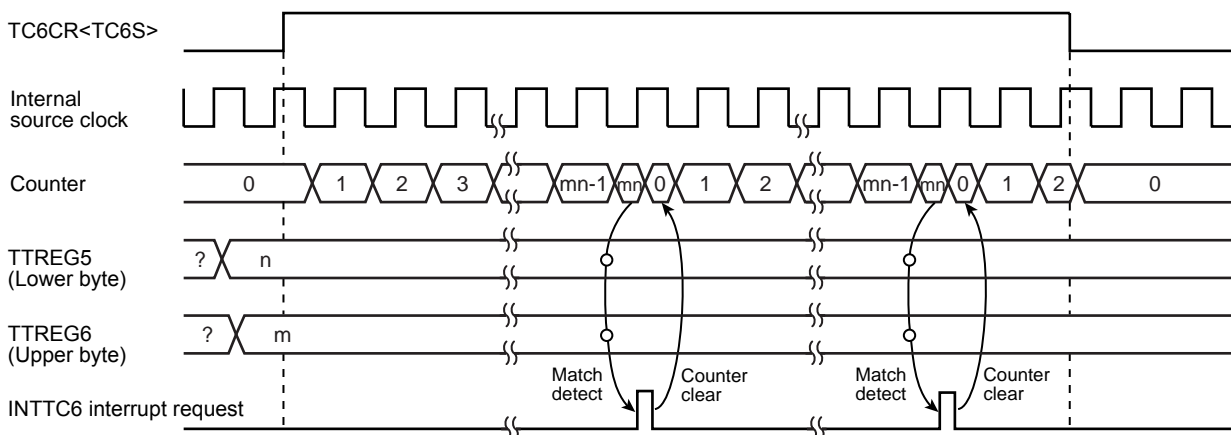 TC6CR<TC6S>
Internal
source clock
Counter
0 1 2 3 mn-1 mn 0 1 2 mn-1 mn 0 1 2 0
TTREG5
(Lower byte)
? n
TTREG6
(Upper byte)
? m
Match
detect
Counter
clear
Match
detect
Counter
clear
INTTC6 interrupt request